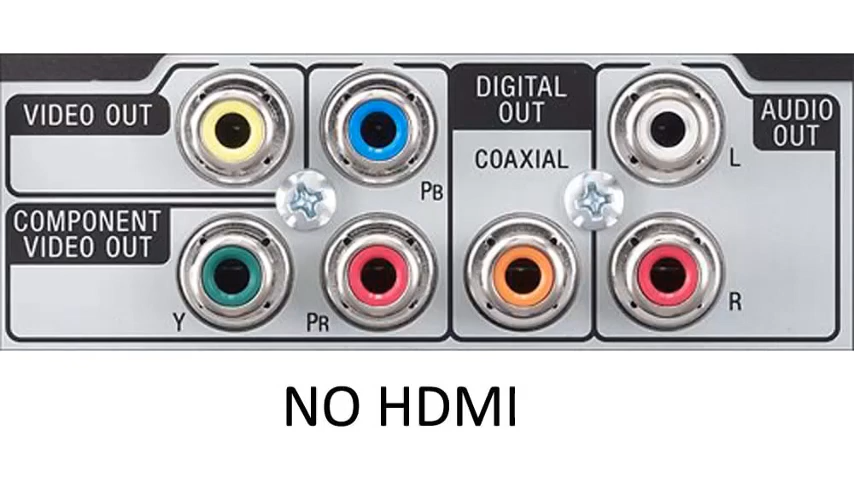 VIDEO OUT
COMPONENT
VIDEO OUT
Y
PB
PR
DIGITAL
OUT
COAXIAL
AUDIO
OUT
L
R
NO HDMI